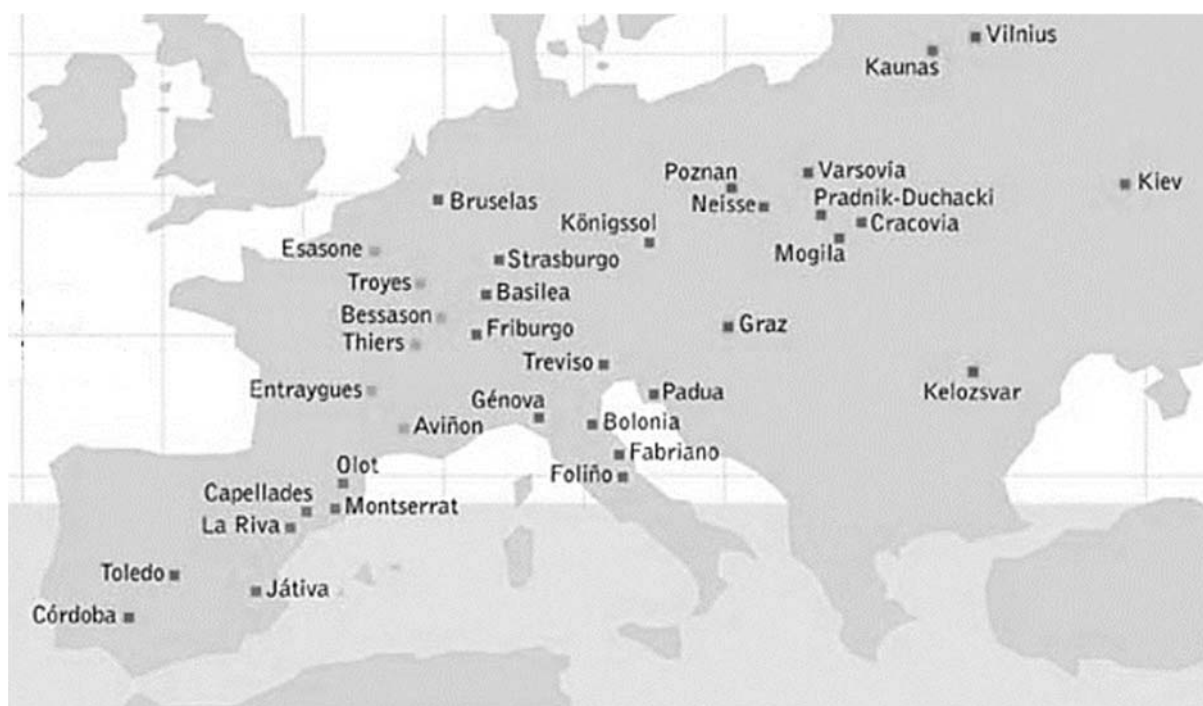 Vilnius
Kaunas
Poznan
Varsovia
Kiev
Neisse
Pradnik-Duchacki
Bruselas
Königssol
Cracovia
Esasone
Mogila
Strasburgo
Troyes
Basilea
Bessason
Friburgo
Graz
Thiers
Treviso
Entraygues
Padua
Kelozsvar
Génova
Aviñon
Bolonia
Fabriano
Olot
Foliño
Capellades
Montserrat
La Riva
Toledo
Játiva
Córdoba